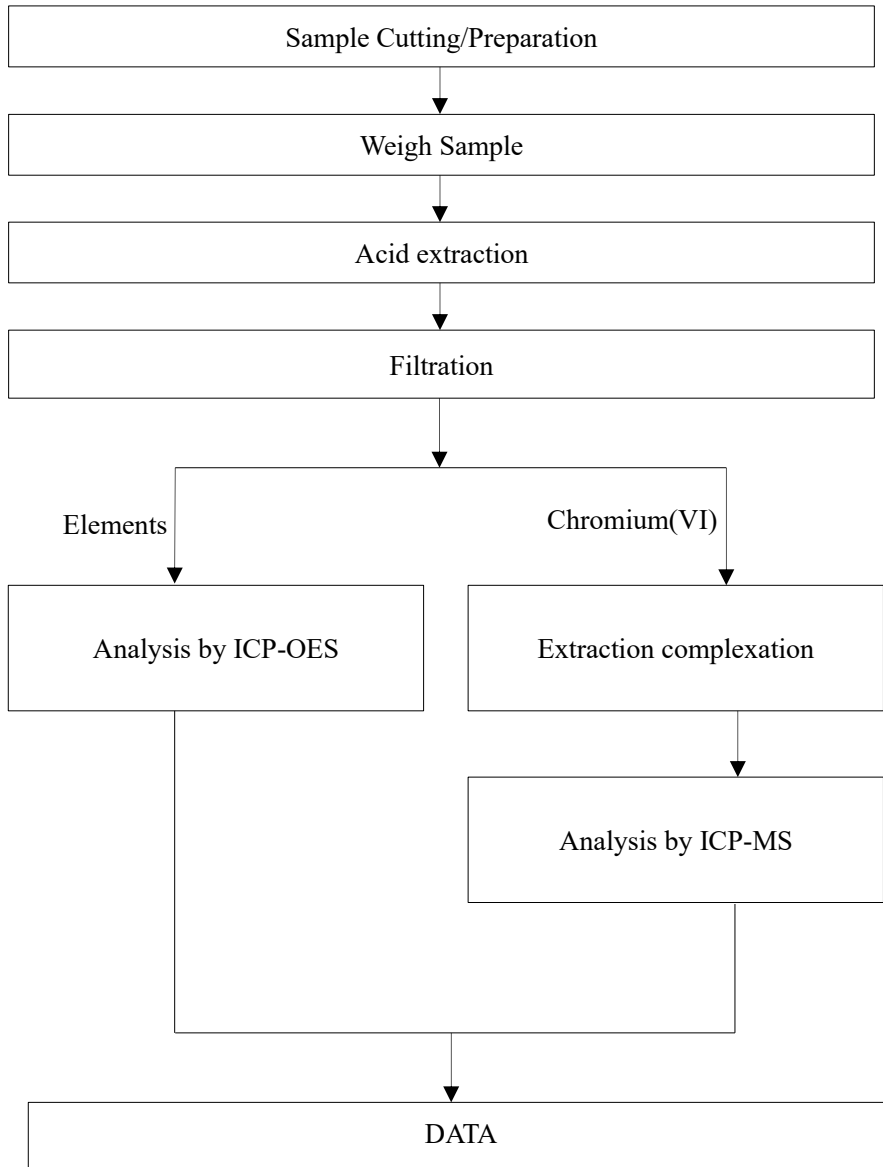 Sample Cutting/Preparation
Weigh Sample
Acid extraction
Filtration
Elements
Chromium(VI)
Analysis by ICP-OES
Extraction complexation
Analysis by ICP-MS
DATA